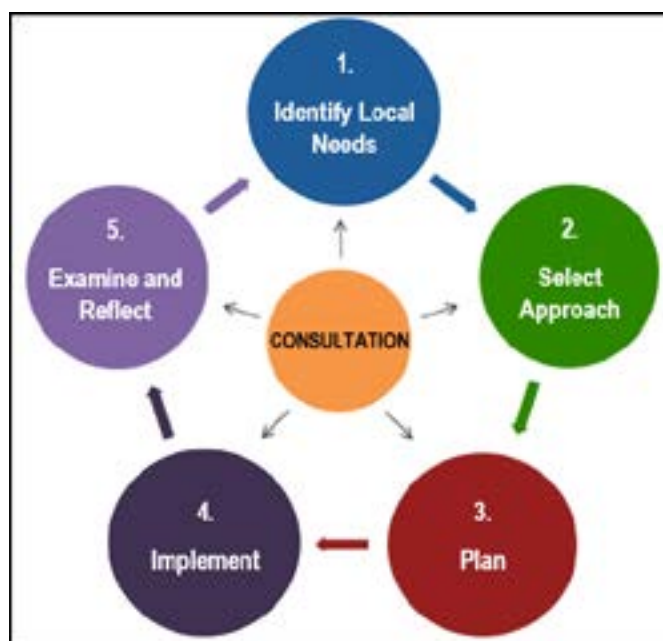 1.
Identify Local
Needs
2.
Select
Approach
3.
Plan
4.
Implement
5.
Examine and
Reflect
CONSULTATION